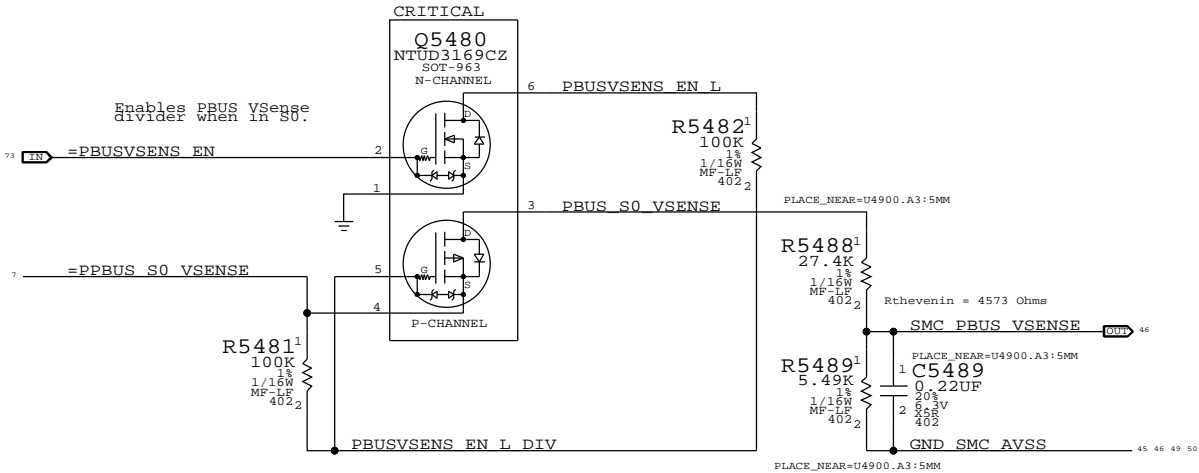 CRITICAL
Q5480
NTUD3169CZ
SOT-963
N-CHANNEL
Enables PBUS VSense
divider when in S0.
73 IN =PBUSVSENS_EN
2
G
D
S
1
6 PBUSVSENS_EN_L
R5482 1
100K
1%
1/16W
MF-LF
402 2
3 PBUS_S0_VSENSE
PLACE_NEAR=U4900.A3:5MM
7 =PPBUS_S0_VSENSE
5
G
D
S
4
P-CHANNEL
R5488 1
27.4K
1%
1/16W
MF-LF
402 2
Rthevenin = 4573 Ohms
SMC_PBUS_VSENSE OUT 46
R5481 1
100K
1%
1/16W
MF-LF
402 2
R5489 1
5.49K
1%
1/16W
MF-LF
402 2
PLACE_NEAR=U4900.A3:5MM
1 C5489
0.22UF
20%
6.3V
2 X5R
402
PBUSVSENS_EN_L_DIV
GND_SMC_AVSS 45 46 49 50
PLACE_NEAR=U4900.A3:5MM